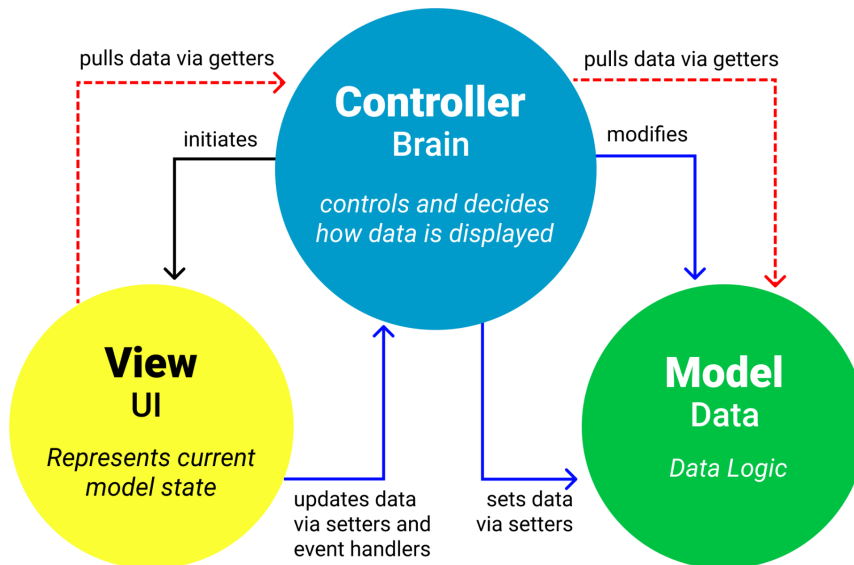 pulls data via getters
pulls data via getters
Controller
Brain
initiates
modifies
controls and decides
how data is displayed
View
UI
Represents current
model state
Model
Data
Data Logic
updates data
via setters and
event handlers
sets data
via setters